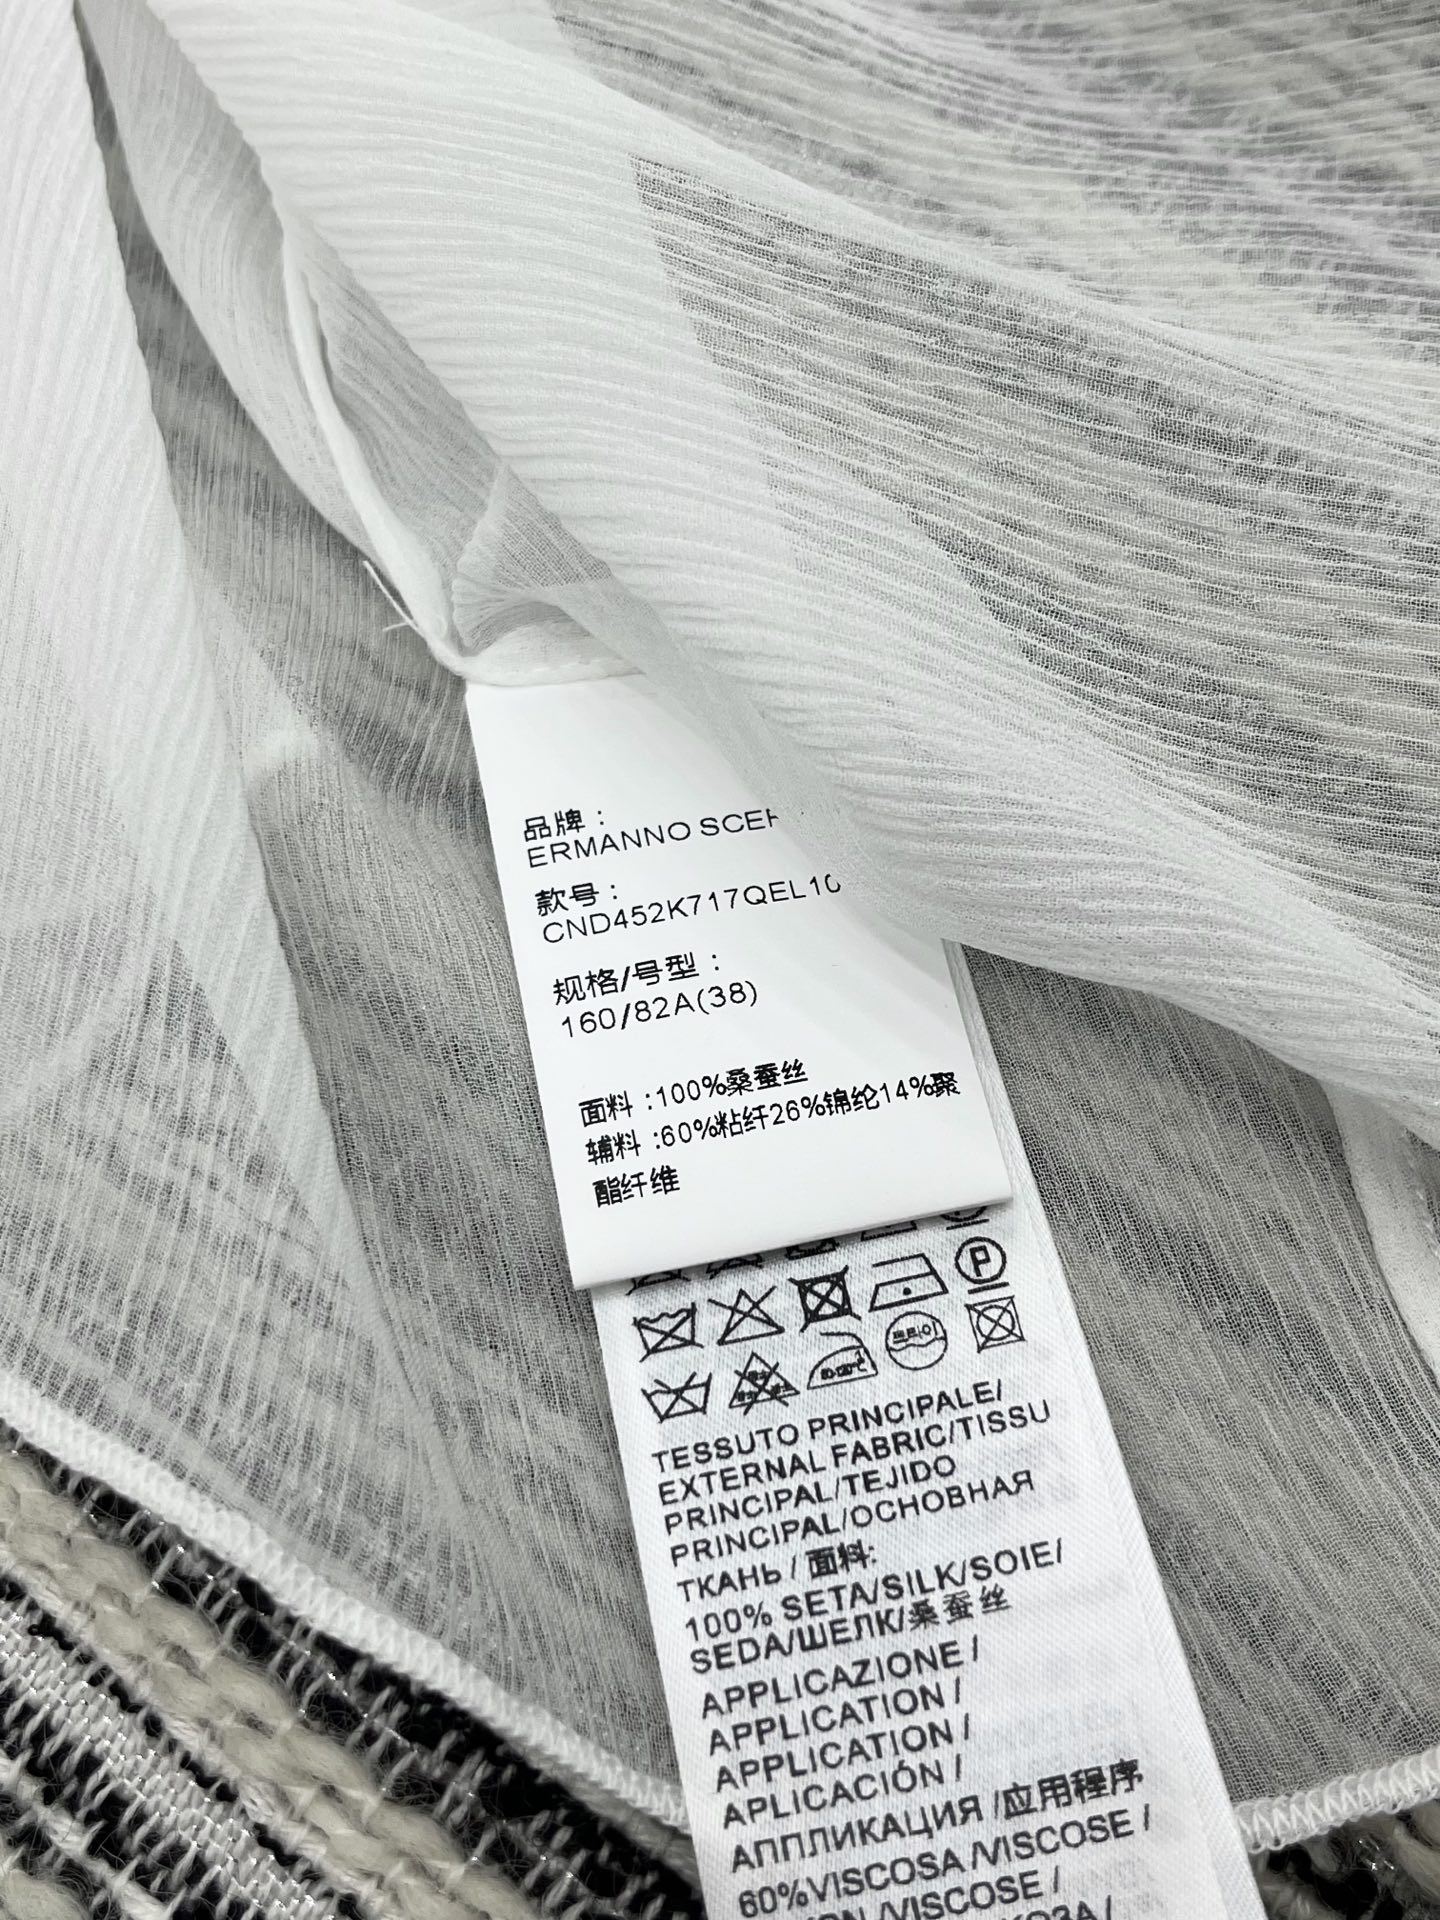 品牌：
ERMANNO
款号：
CND452K717QEL10
规格/号型：
160/82A(38)
面料:100%桑蚕丝
辅料:60%粘纤26%锦纶14%聚
酯纤维
P
TESSUTO PRINCIPALE/
EXTERNAL FABRIC/TISSU
PRINCIPAL/TEJIDO
PRINCIPAL/ОСНОВНАЯ
ТКАНЬ / 面料:
100% SETA/SILK/SOIE/
SEDA/ШЕЛК/桑蚕丝
APPLICAZIONE /
APPLICATION /
APPLICATION /
APLICACIÓN /
АППЛИКАЦИЯ /应用程序
60%VISCOSA /VISCOSE /
VISCOSE /